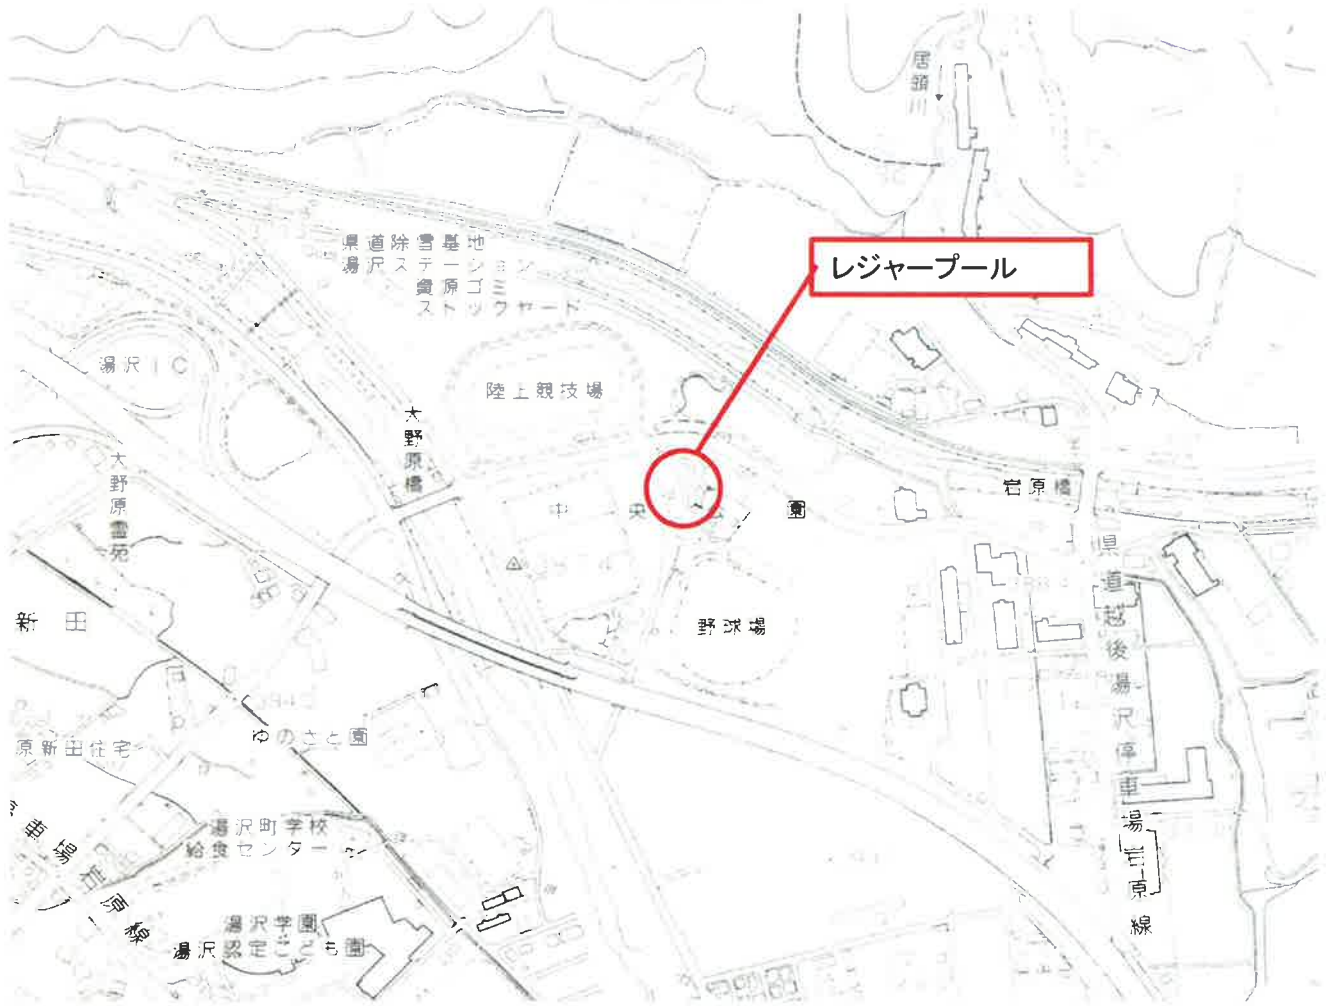 居顔川
県道除雪基地
湯沢ステーション
資源ゴミ
ストックヤード
レジャープール
湯沢IC
陸上競技場
大野原橋
大野原霊苑
岩原橋
中央公園
県道越後湯沢停車場岩原線
新田
野球場
ゆのさと園
原新田住宅
車場岩原線
湯沢町学校
給食センター
湯沢学園
湯沢認定こども園